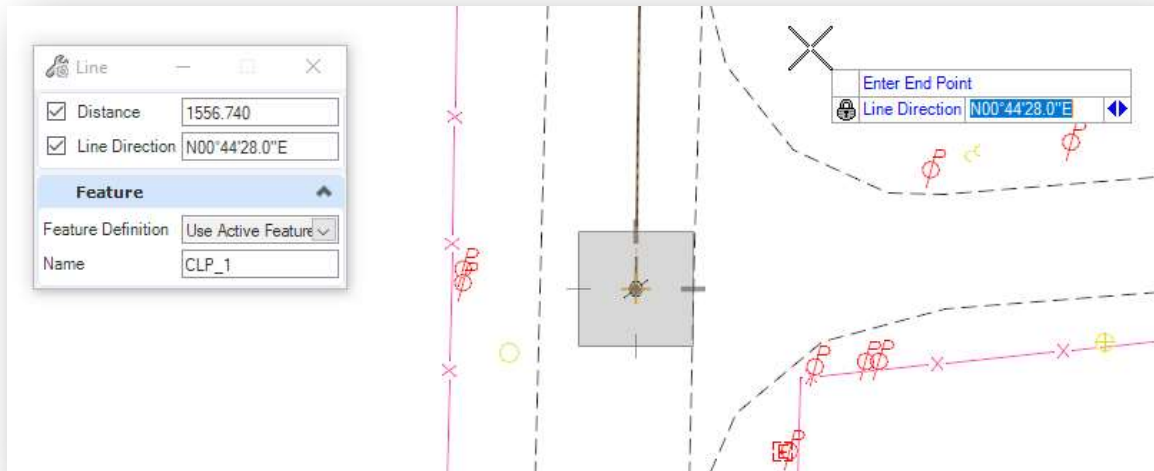 Line
Distance 1556.740
Line Direction N00°44'28.0"E
Feature
Feature Definition Use Active Feature
Name CLP_1
Enter End Point
Line Direction N00°44'28.0"E
P
P
P
P
P
P
P
P
E